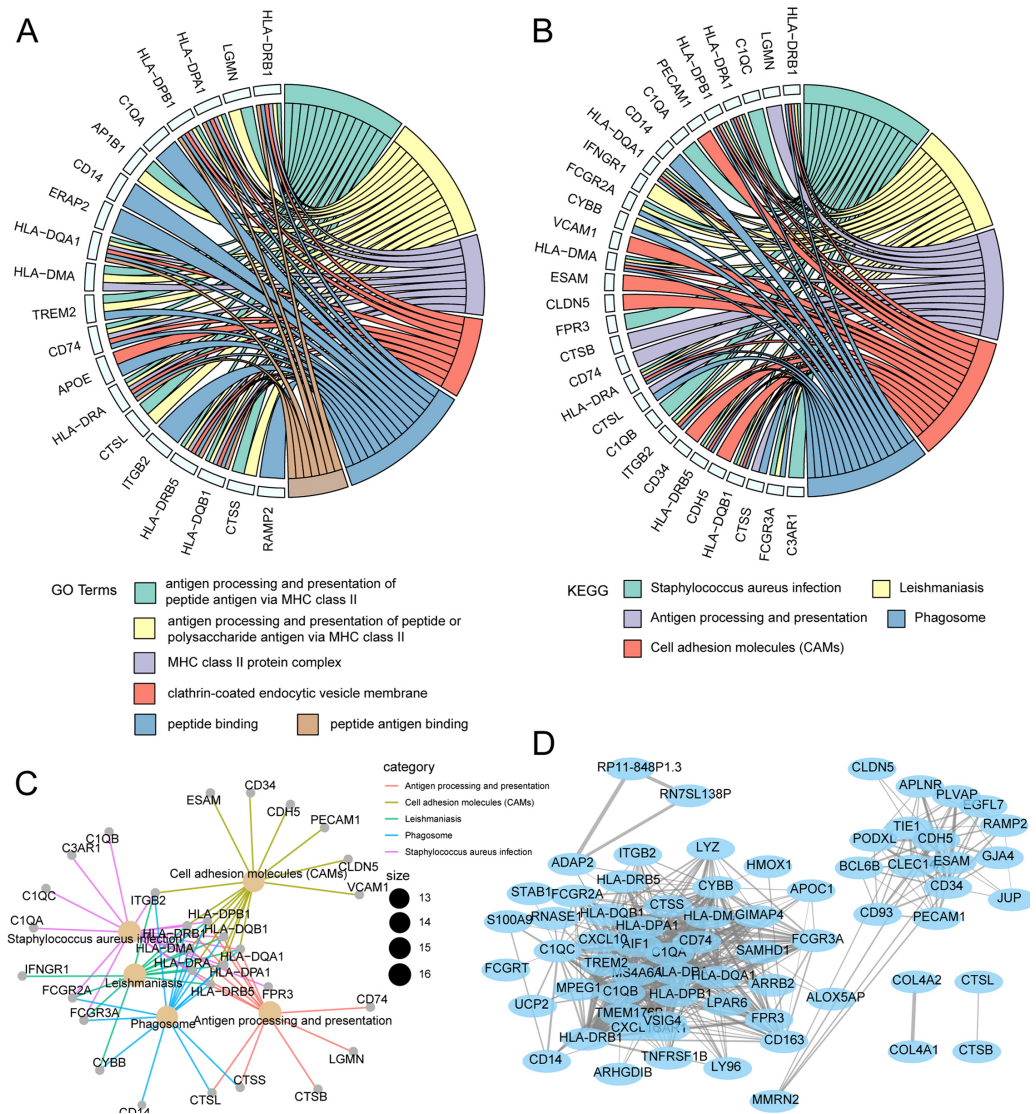 A
HLA-DRB1
LGMN
HLA-DPA1
HLA-DPB1
C1QA
AP1B1
CD14
ERAP2
HLA-DQA1
HLA-DMA
TREM2
CD74
APOE
HLA-DRA
CTSL
ITGB2
HLA-DRB5
HLA-DQB1
CTSS
RAMP2
GO Terms
antigen processing and presentation of
peptide antigen via MHC class II
antigen processing and presentation of peptide or
polysaccharide antigen via MHC class II
MHC class II protein complex
clathrin-coated endocytic vesicle membrane
peptide binding
peptide antigen binding
B
HLA-DRB1
LGMN
C1QC
HLA-DPA1
HLA-DPB1
PECAM1
C1QA
CD14
HLA-DQA1
IFNGR1
FCGR2A
CYBB
VCAM1
HLA-DMA
ESAM
CLDN5
FPR3
CTSB
CD74
HLA-DRA
CTSL
C1QB
ITGB2
CD34
HLA-DRB5
CDH5
HLA-DQB1
CTSS
FCGR3A
C3AR1
KEGG
Staphylococcus aureus infection
Leishmaniasis
Antigen processing and presentation
Phagosome
Cell adhesion molecules (CAMs)
C
category
Antigen processing and presentation
Cell adhesion molecules (CAMs)
Leishmaniasis
Phagosome
Staphylococcus aureus infection
size
13
14
15
16
ESAM
CD34
CDH5
PECAM1
CLDN5
VCAM1
Cell adhesion molecules (CAMs)
C1QB
C3AR1
C1QC
ITGB2
C1QA
HLA-DPB1
HLA-DRB1
HLA-DQB1
Staphylococcus aureus infection
HLA-DMA
HLA-DRA
HLA-DQA1
IFNGR1
Leishmaniasis
HLA-DPA1
FCGR2A
HLA-DRB5
FPR3
FCGR3A
CD74
Phagosome
Antigen processing and presentation
CYBB
LGMN
CTSS
CTSL
CTSB
CD14
D
RP11-848P1.3
RN7SL138P
ADAP2
ITGB2
LYZ
HMOX1
HLA-DRB5
STAB1
FCGR2A
CYBB
APOC1
CTSS
S100A9
RNASE1
HLA-DQB1
GIMAP4
HLA-DPA1
CXCL10
AIF1
CD74
FCGR3A
C1QC
C1QA
SAMHD1
TREM2
FCGRT
MS4A6A
HLA-DQA1
MPEG1
C1QB
HLA-DPB1
ARRB2
UCP2
LPAR6
ALOX5AP
VSIG4
FPR3
HLA-DRB1
CD163
CD14
TNFRSF1B
LY96
ARHGDIB
MMRN2
CLDN5
APLNR
PLVAP
EGFL7
TIE1
RAMP2
PODXL
CDH5
BCL6B
CLEC1
ESAM
GJA4
CD34
JUP
CD93
PECAM1
COL4A2
CTSL
COL4A1
CTSB